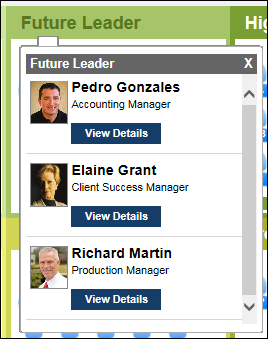 Future Leader
Hi
Future Leader X
Pedro Gonzales
Accounting Manager
View Details
Elaine Grant
Client Success Manager
View Details
Richard Martin
Production Manager
View Details